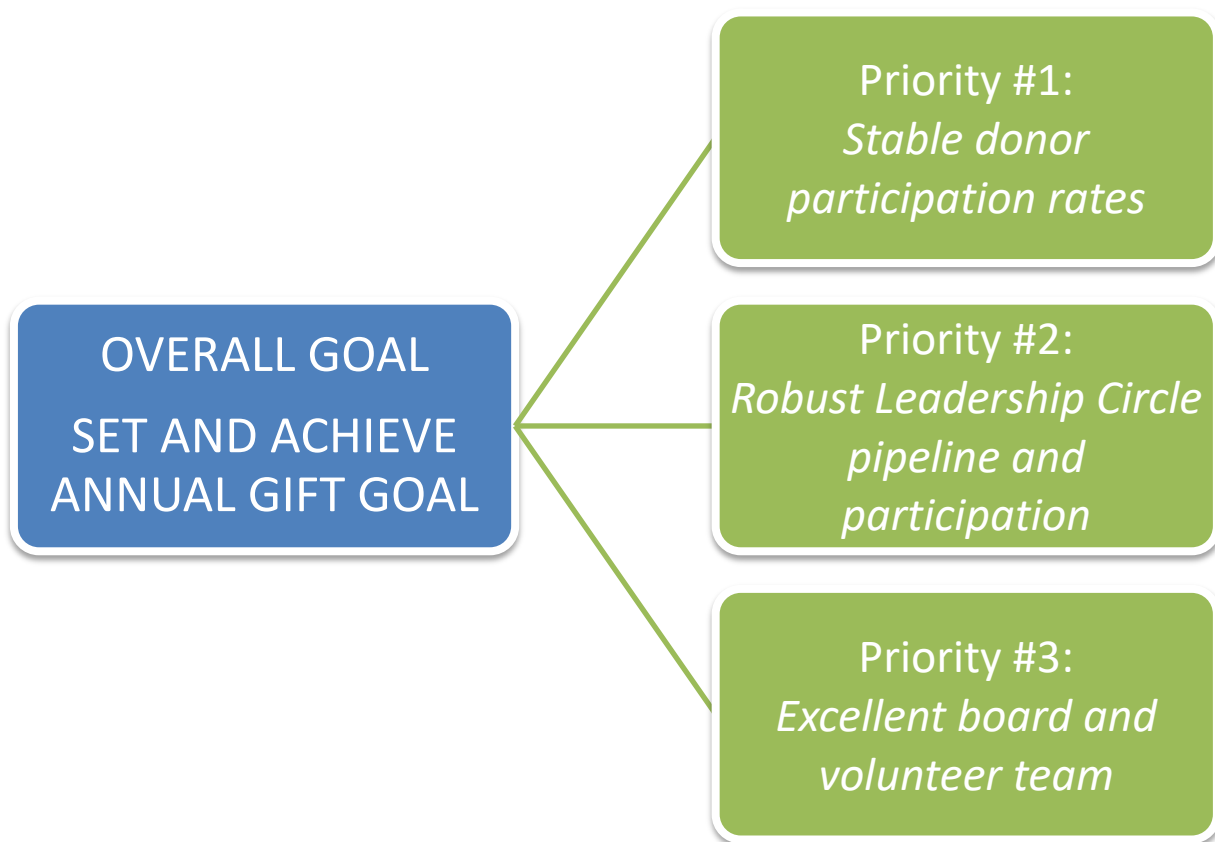 OVERALL GOAL
SET AND ACHIEVE
ANNUAL GIFT GOAL
Priority #1:
Stable donor
participation rates
Priority #2:
Robust Leadership Circle
pipeline and
participation
Priority #3:
Excellent board and
volunteer team